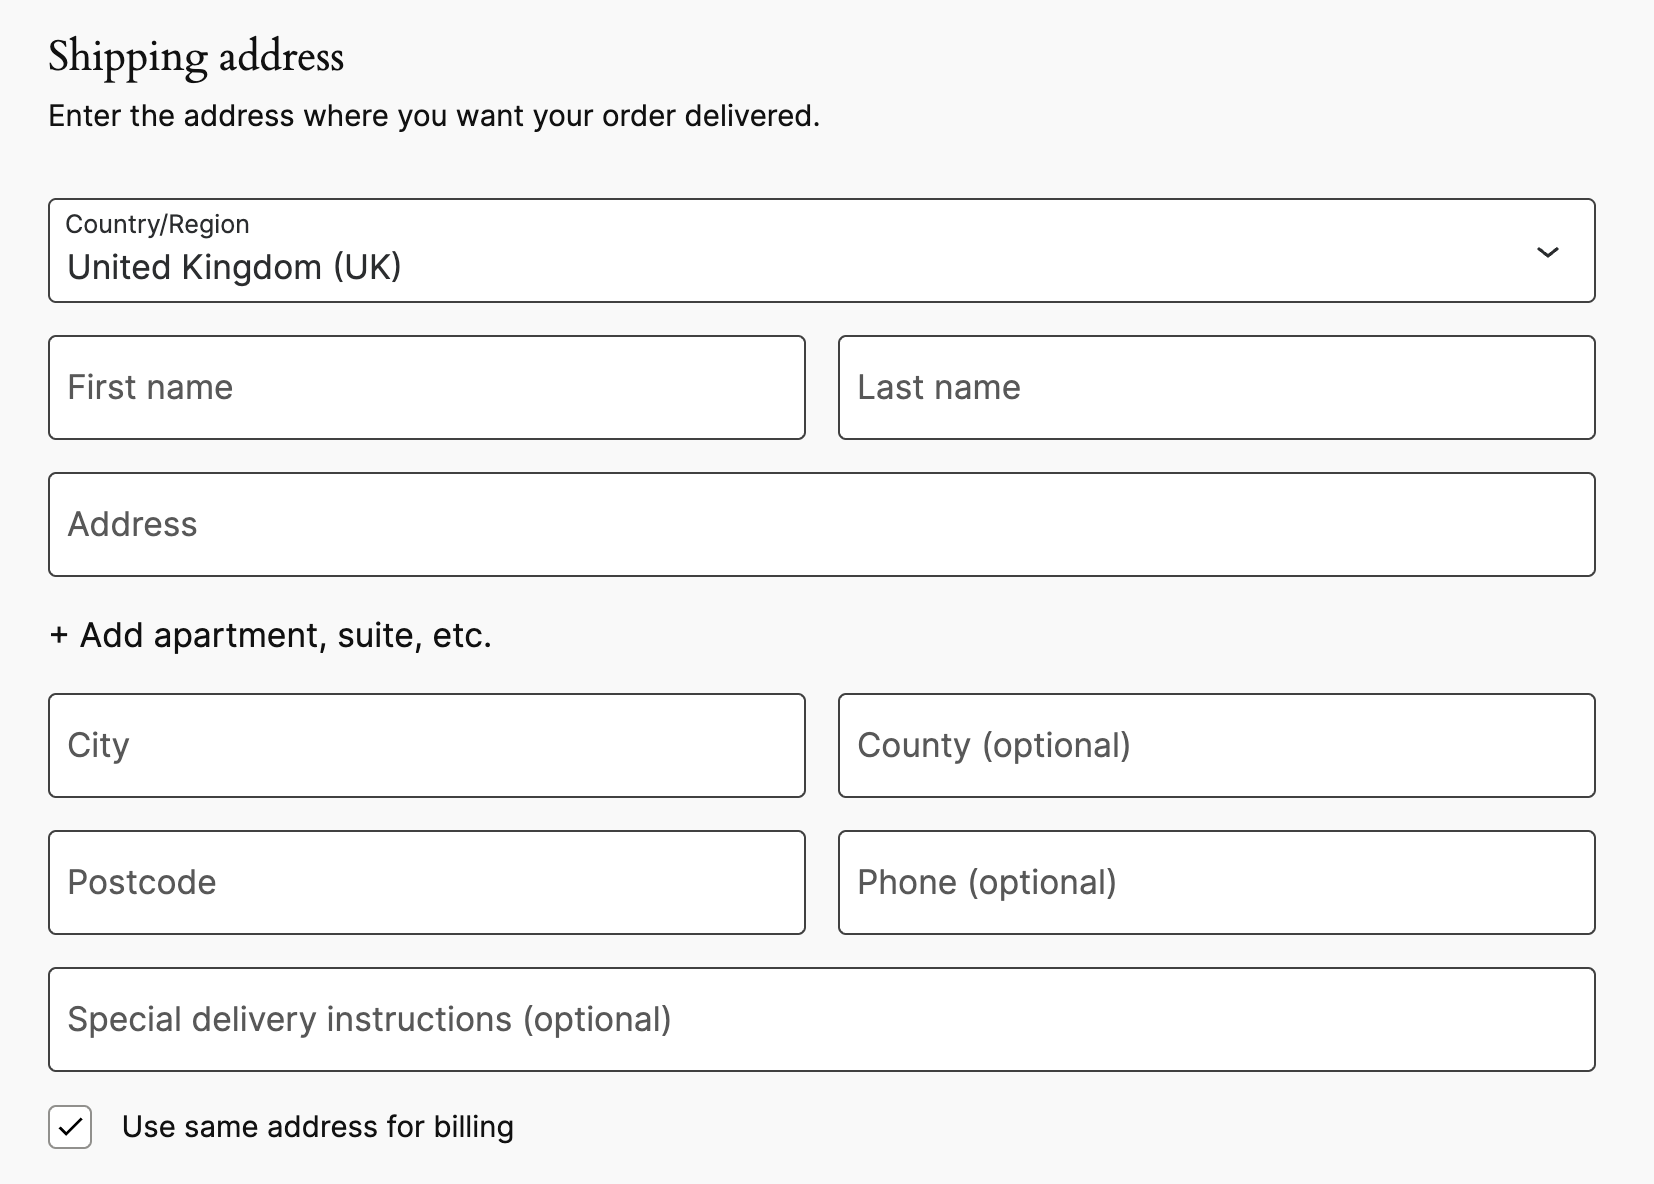 Shipping address
Enter the address where you want your order delivered.
Country/Region
United Kingdom (UK)
First name
Last name
Address
+ Add apartment, suite, etc.
City
County (optional)
Postcode
Phone (optional)
Special delivery instructions (optional)
Use same address for billing